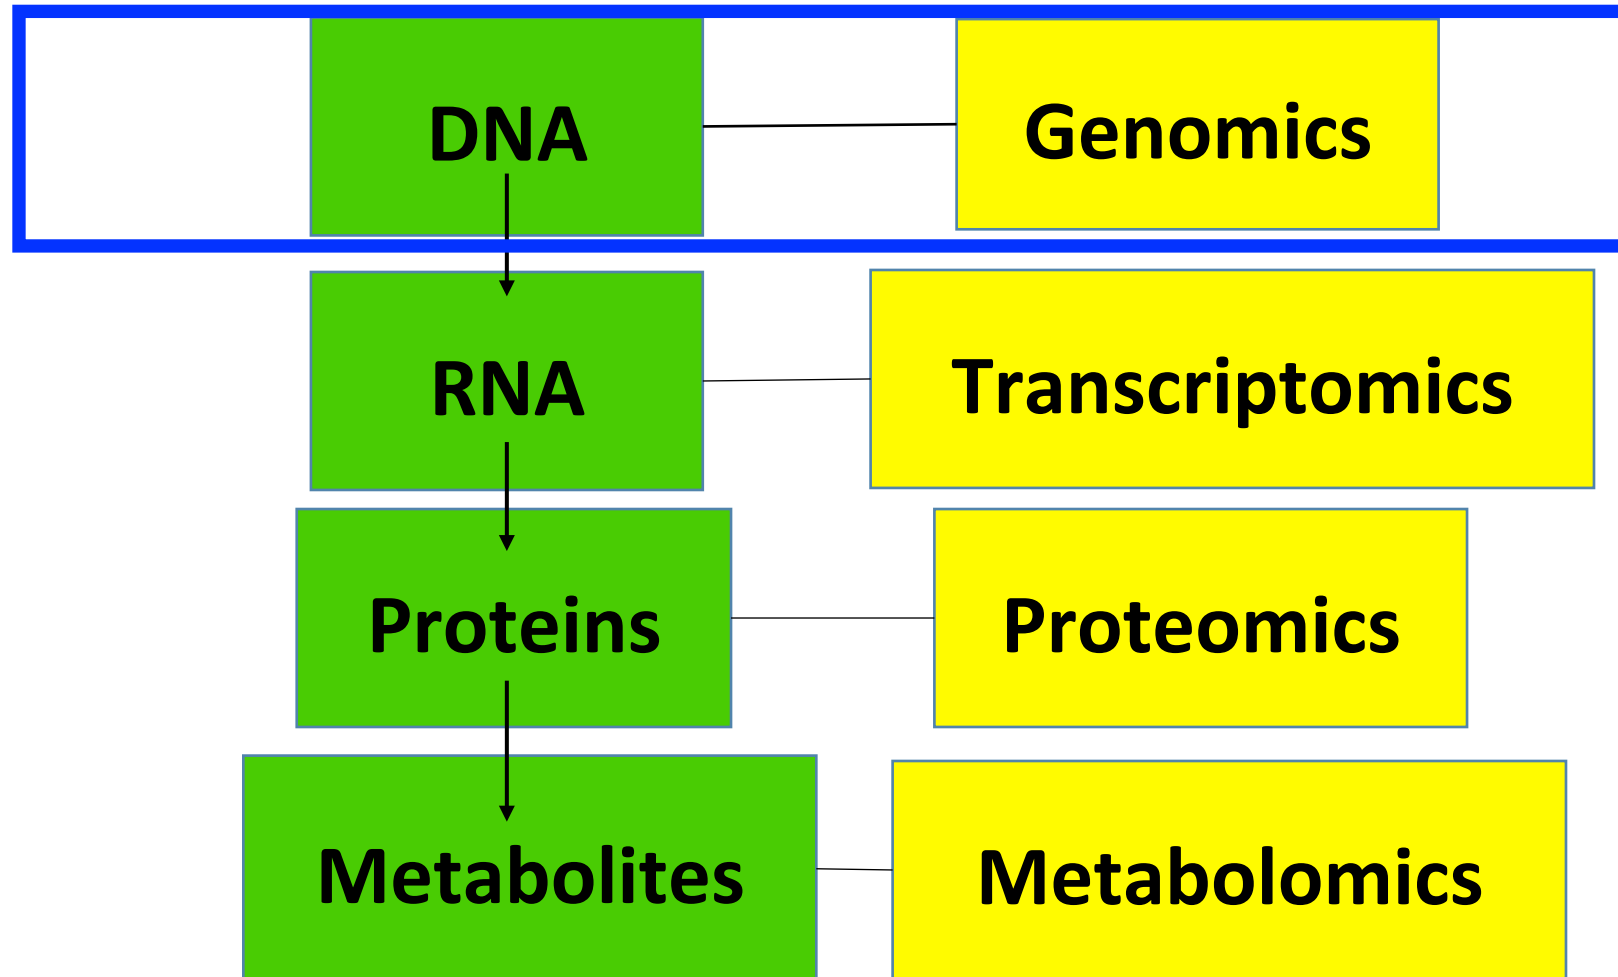 DNA
Genomics
RNA
Transcriptomics
Proteins
Proteomics
Metabolites
Metabolomics